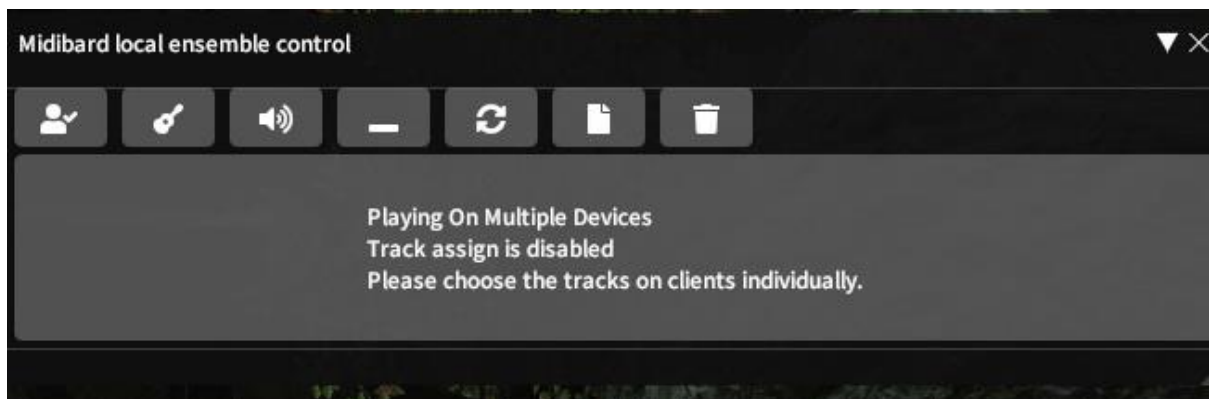 Midibard local ensemble control
Playing On Multiple Devices
Track assign is disabled
Please choose the tracks on clients individually.